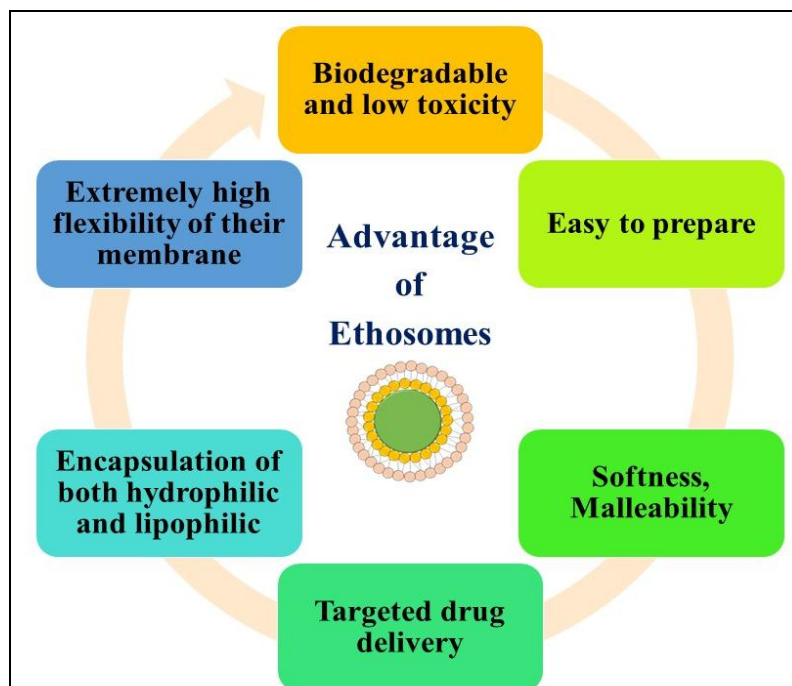 Biodegradable
and low toxicity
Easy to prepare
Softness,
Malleability
Targeted drug
delivery
Encapsulation of
both hydrophilic
and lipophilic
Extremely high
flexibility of their
membrane
Advantage
of
Ethosomes